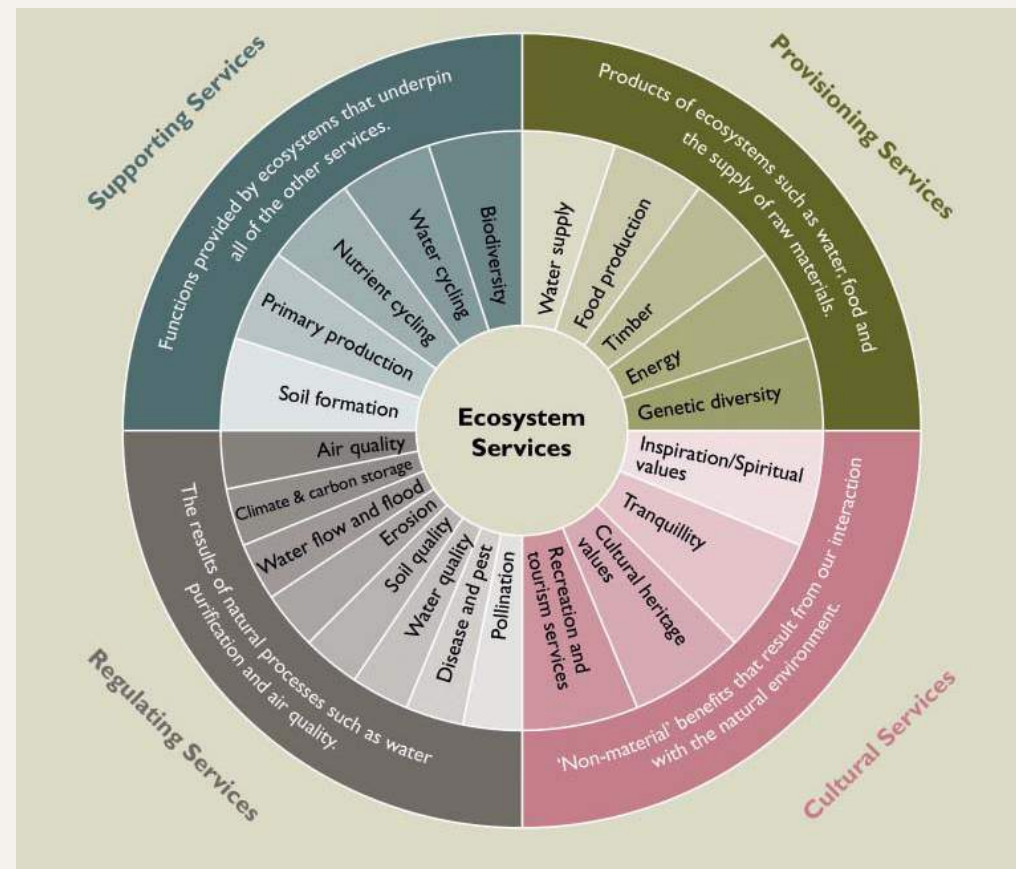 Supporting Services
Functions provided by ecosystems that underpin
all of the other services.
Biodiversity
Water cycling
Nutrient cycling
Primary production
Soil formation
Provisioning Services
Products of ecosystems such as water, food and
the supply of raw materials.
Water supply
Food production
Timber
Energy
Genetic diversity
Ecosystem
Services
Regulating Services
The results of natural processes such as water
purification and air quality.
Air quality
Climate & carbon storage
Water flow and flood
Erosion
Soil quality
Water quality
Disease and pest
Pollination
Cultural Services
‘Non-material’ benefits that result from our interaction
with the natural environment.
Inspiration/Spiritual
values
Tranquillity
Cultural heritage
values
Recreation and
tourism services